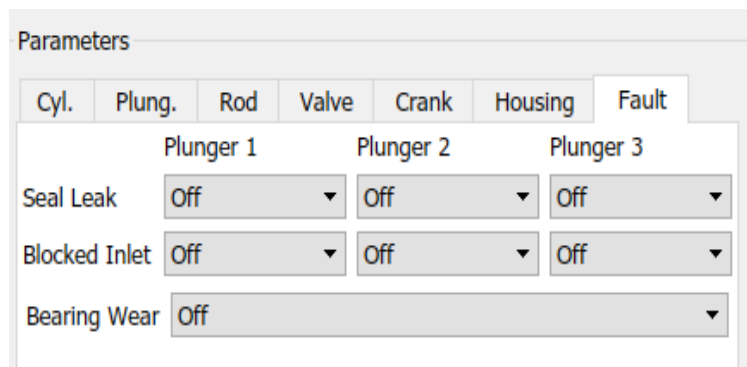 Parameters
Cyl. Plung. Rod Valve Crank Housing Fault
Plunger 1 Plunger 2 Plunger 3
Seal Leak Off Off Off
Blocked Inlet Off Off Off
Bearing Wear Off